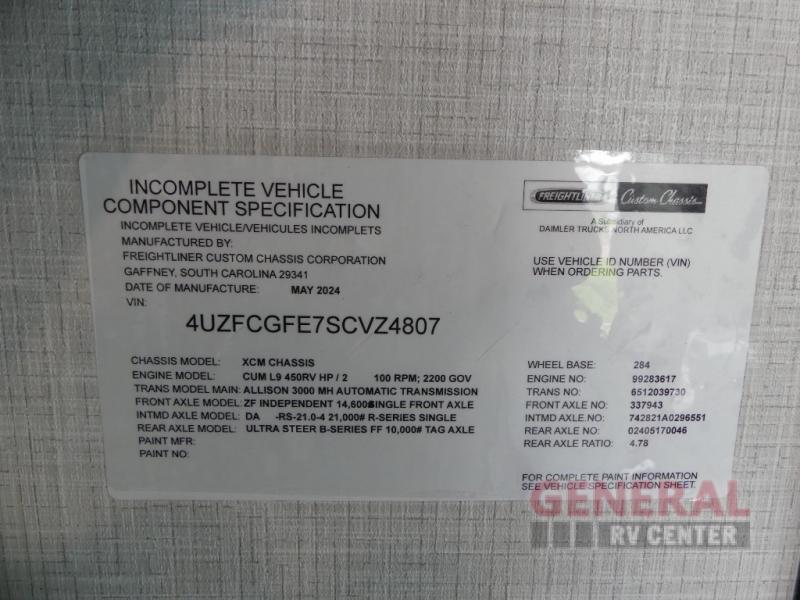 INCOMPLETE VEHICLE
COMPONENT SPECIFICATION
INCOMPLETE VEHICLE/VEHICULES INCOMPLETS
MANUFACTURED BY:
FREIGHTLINER CUSTOM CHASSIS CORPORATION
GAFFNEY, SOUTH CAROLINA 29341
DATE OF MANUFACTURE: MAY 2024
VIN:
4UZFCGFE7SCVZ4807
FREIGHTLINER Custom Chassis
A Subsidiary of
DAIMLER TRUCKS NORTH AMERICA LLC
USE VEHICLE ID NUMBER (VIN)
WHEN ORDERING PARTS.
CHASSIS MODEL: XCM CHASSIS
ENGINE MODEL: CUM L9 450RV HP / 2 100 RPM; 2200 GOV
TRANS MODEL MAIN: ALLISON 3000 MH AUTOMATIC TRANSMISSION
FRONT AXLE MODEL: ZF INDEPENDENT 14,600# SINGLE FRONT AXLE
INTMD AXLE MODEL: DA -RS-21.0-4 21,000# R-SERIES SINGLE
REAR AXLE MODEL: ULTRA STEER B-SERIES FF 10,000# TAG AXLE
PAINT MFR:
PAINT NO:
WHEEL BASE: 284
ENGINE NO: 99283617
TRANS NO: 6512039730
FRONT AXLE NO: 337943
INTMD AXLE NO: 742821A0296551
REAR AXLE NO: 02405170046
REAR AXLE RATIO: 4.78
FOR COMPLETE PAINT INFORMATION
SEE VEHICLE SPECIFICATION SHEET.
GENERAL
RV CENTER